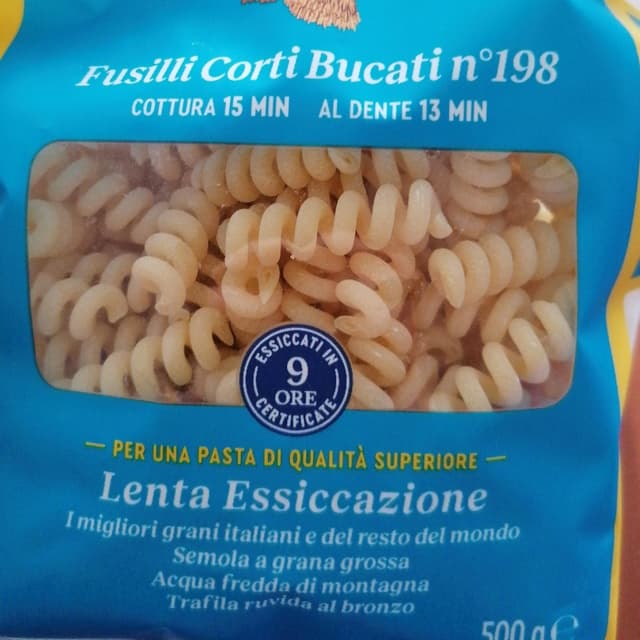 Fusilli Corti Bucati n°198
COTTURA 15 MIN AL DENTE 13 MIN
ESSICCATI IN
9
ORE
CERTIFICATE
PER UNA PASTA DI QUALITÀ SUPERIORE
Lenta Essiccazione
I migliori grani italiani e del resto del mondo
Semola a grana grossa
Acqua fredda di montagna
Trafila ruvida al bronzo
500 g ℮